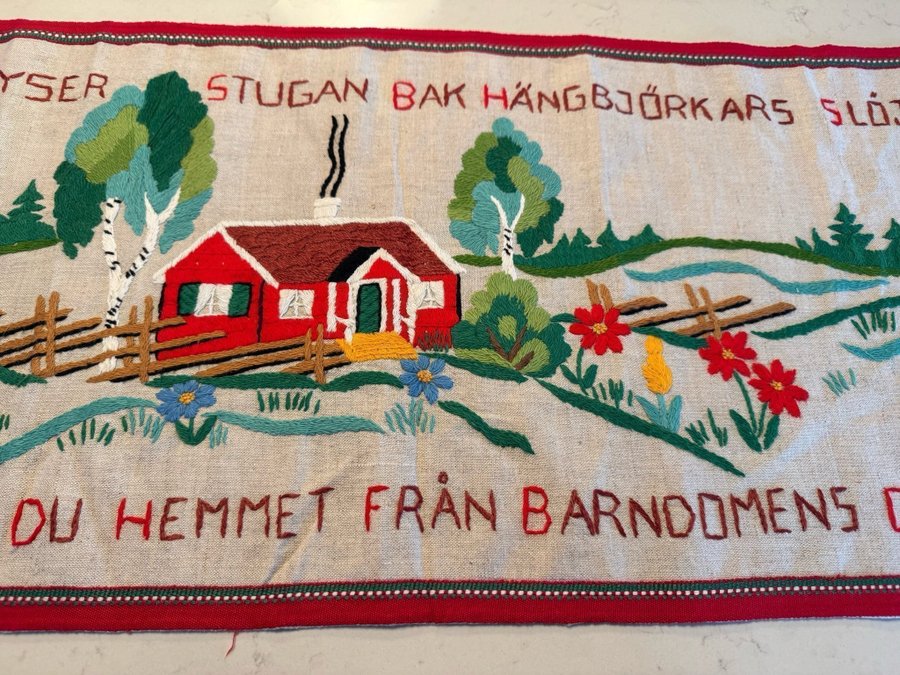 YSER STUGAN BAK HÄNGBJÖRKARS SLÖJ
DU HEMMET FRÅN BARNDOMENS D